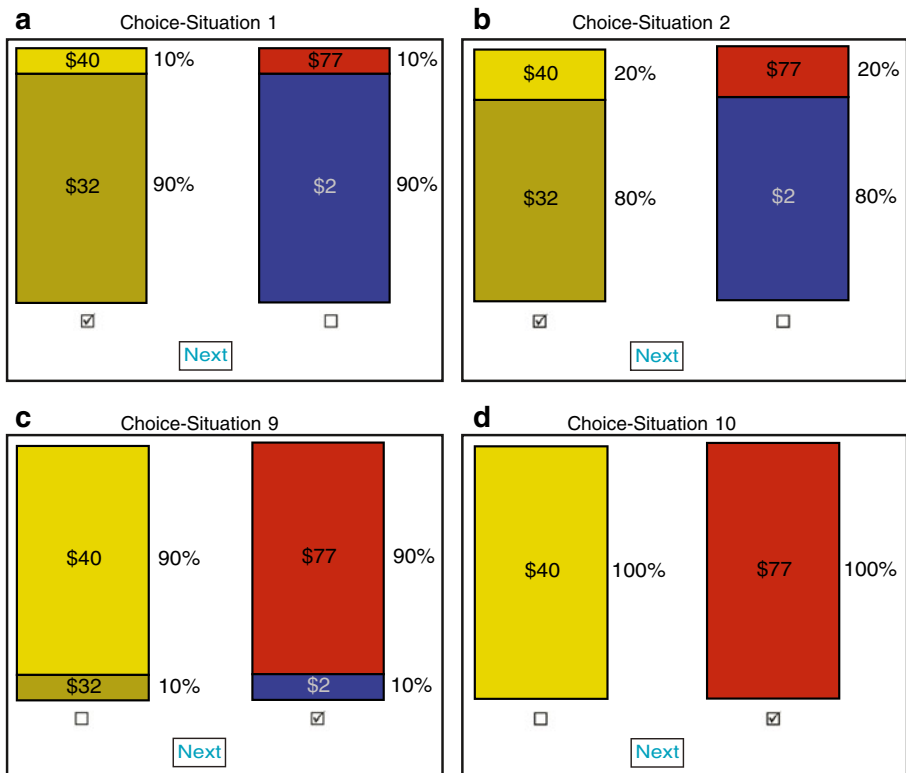 a Choice-Situation 1
$40 10% $77 10%
$32 90% $2 90%
Next
b Choice-Situation 2
$40 20% $77 20%
$32 80% $2 80%
Next
c Choice-Situation 9
$40 90% $77 90%
$32 10% $2 10%
Next
d Choice-Situation 10
$40 100% $77 100%
Next